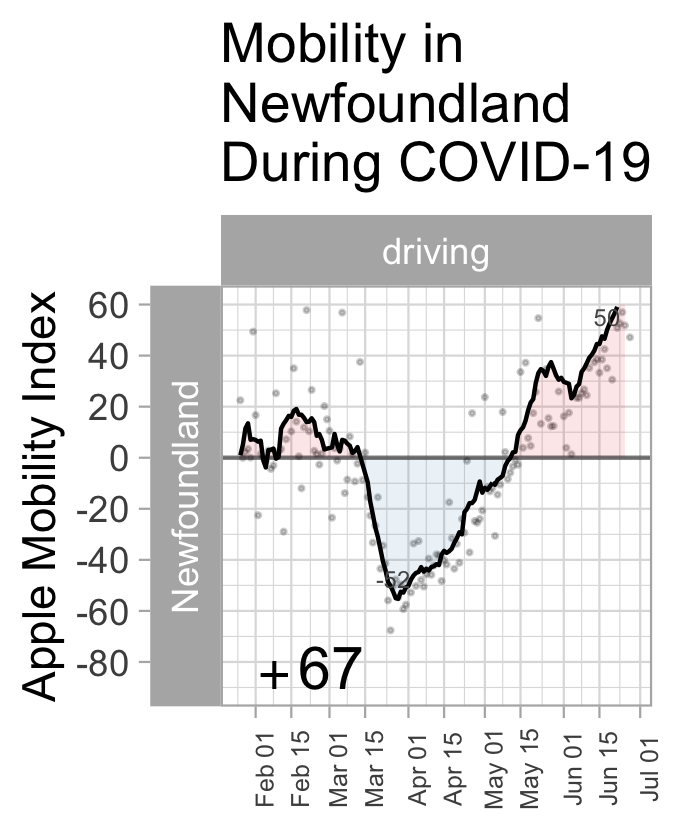 Mobility in
Newfoundland
During COVID-19
driving
Apple Mobility Index
Newfoundland
60
40
20
0
-20
-40
-60
-80
50
-52
+67
Feb 01
Feb 15
Mar 01
Mar 15
Apr 01
Apr 15
May 01
May 15
Jun 01
Jun 15
Jul 01